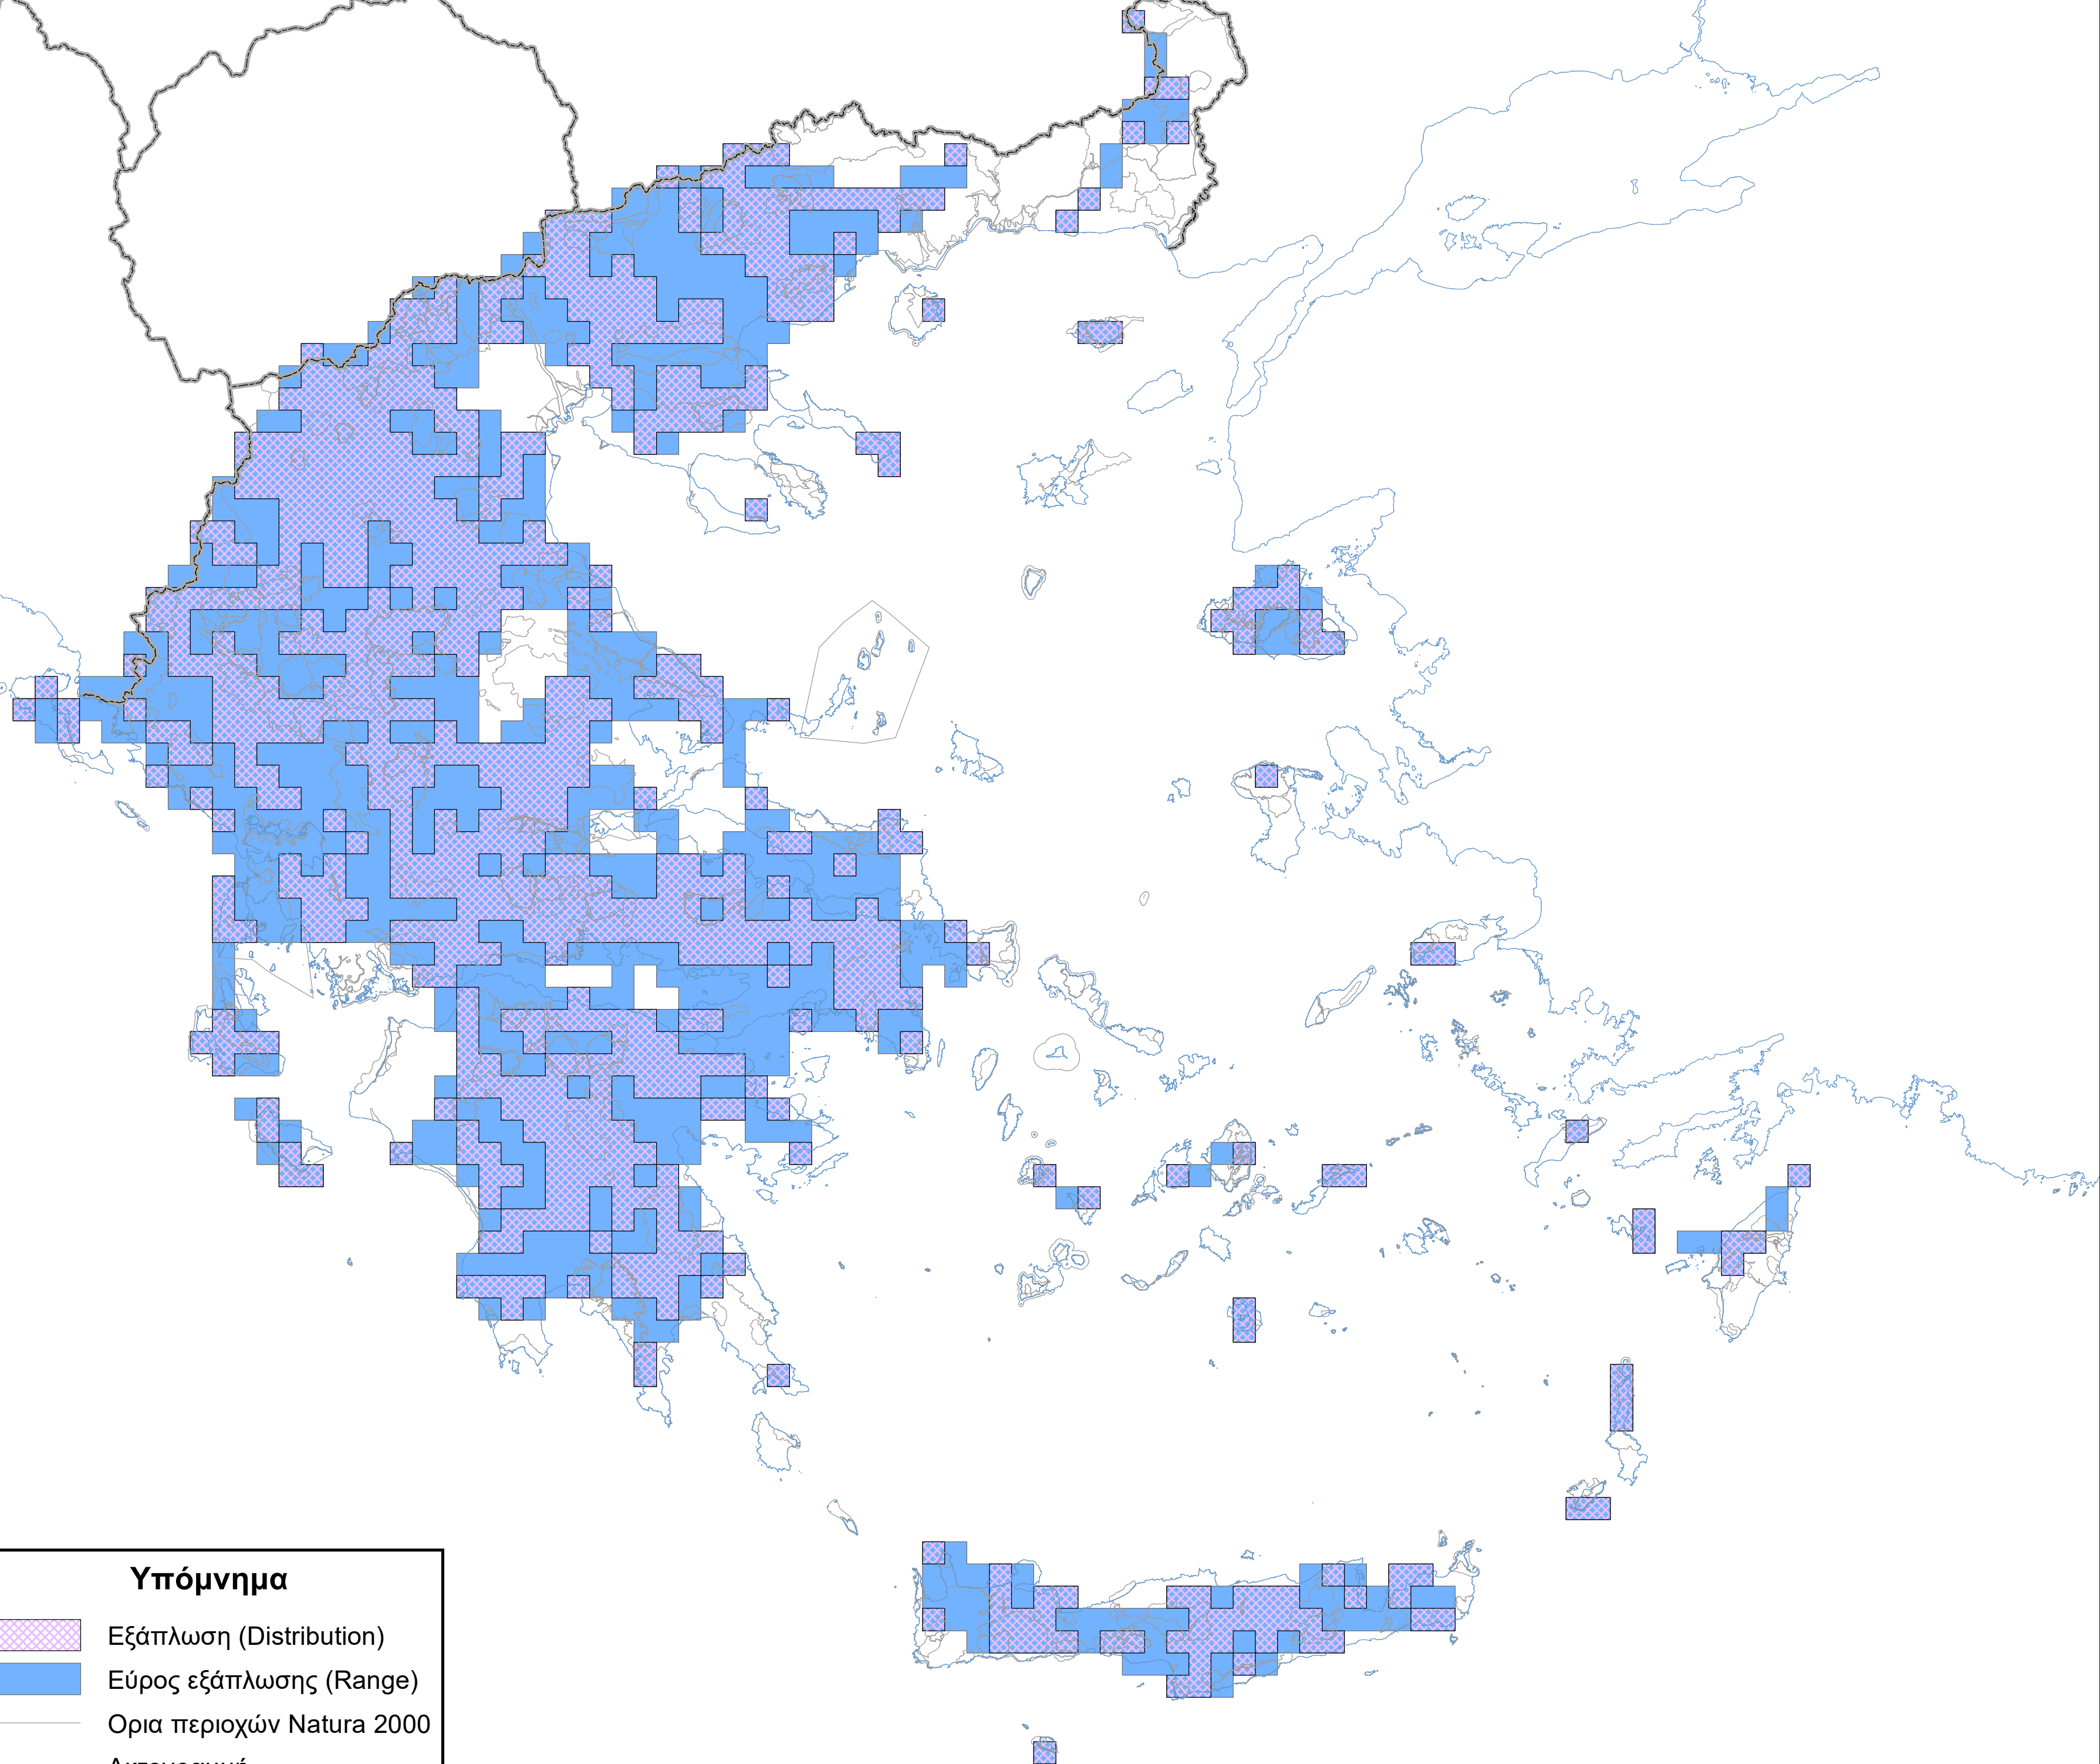 Υπόμνημα
Εξάπλωση (Distribution)
Εύρος εξάπλωσης (Range)
Ορια περιοχών Natura 2000